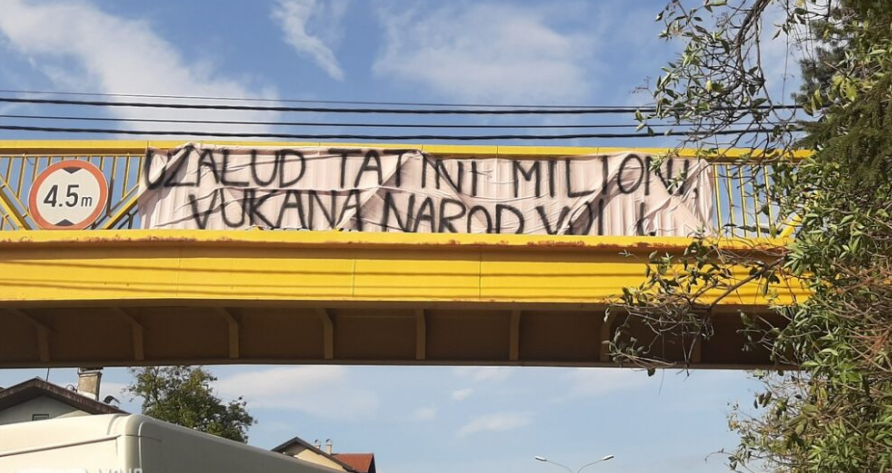 4.5m
UZALUD TATINI MILIONI,
VUKANA NAROD VOLI